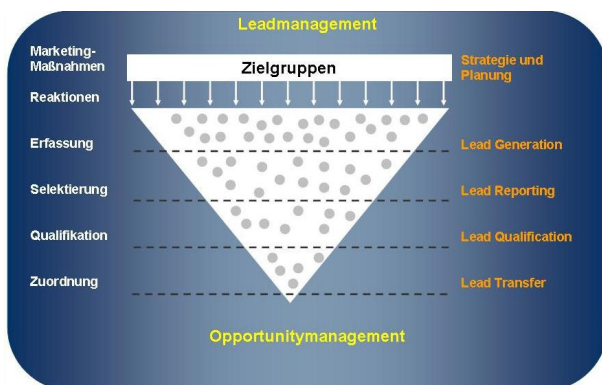 Leadmanagement
Marketing-
Maßnahmen
Zielgruppen
Strategie und
Planung
Reaktionen
Erfassung
Lead Generation
Selektierung
Lead Reporting
Qualifikation
Lead Qualification
Zuordnung
Lead Transfer
Opportunitymanagement